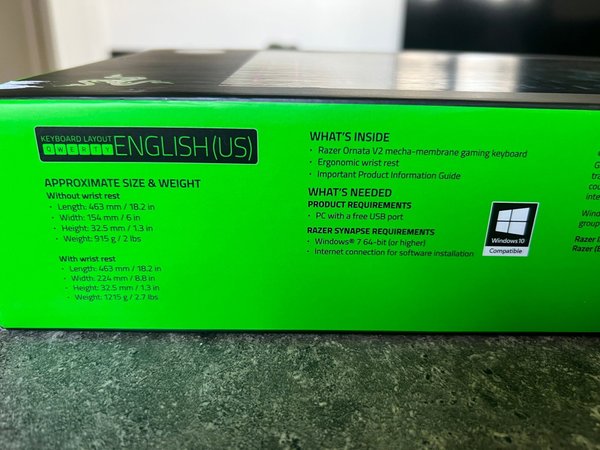 KEYBOARD LAYOUT
QWERTY
ENGLISH (US)
APPROXIMATE SIZE & WEIGHT
Without wrist rest
• Length: 463 mm / 18.2 in
• Width: 154 mm / 6 in
• Height: 32.5 mm / 1.3 in
• Weight: 915 g / 2 lbs
With wrist rest
• Length: 463 mm / 18.2 in
• Width: 224 mm / 8.8 in
• Height: 32.5 mm / 1.3 in
• Weight: 1215 g / 2.7 lbs
WHAT'S INSIDE
• Razer Ornata V2 mecha-membrane gaming keyboard
• Ergonomic wrist rest
• Important Product Information Guide
WHAT'S NEEDED
PRODUCT REQUIREMENTS
• PC with a free USB port
RAZER SYNAPSE REQUIREMENTS
• Windows® 7 64-bit (or higher)
• Internet connection for software installation
Windows 10
Compatible
group
Razer